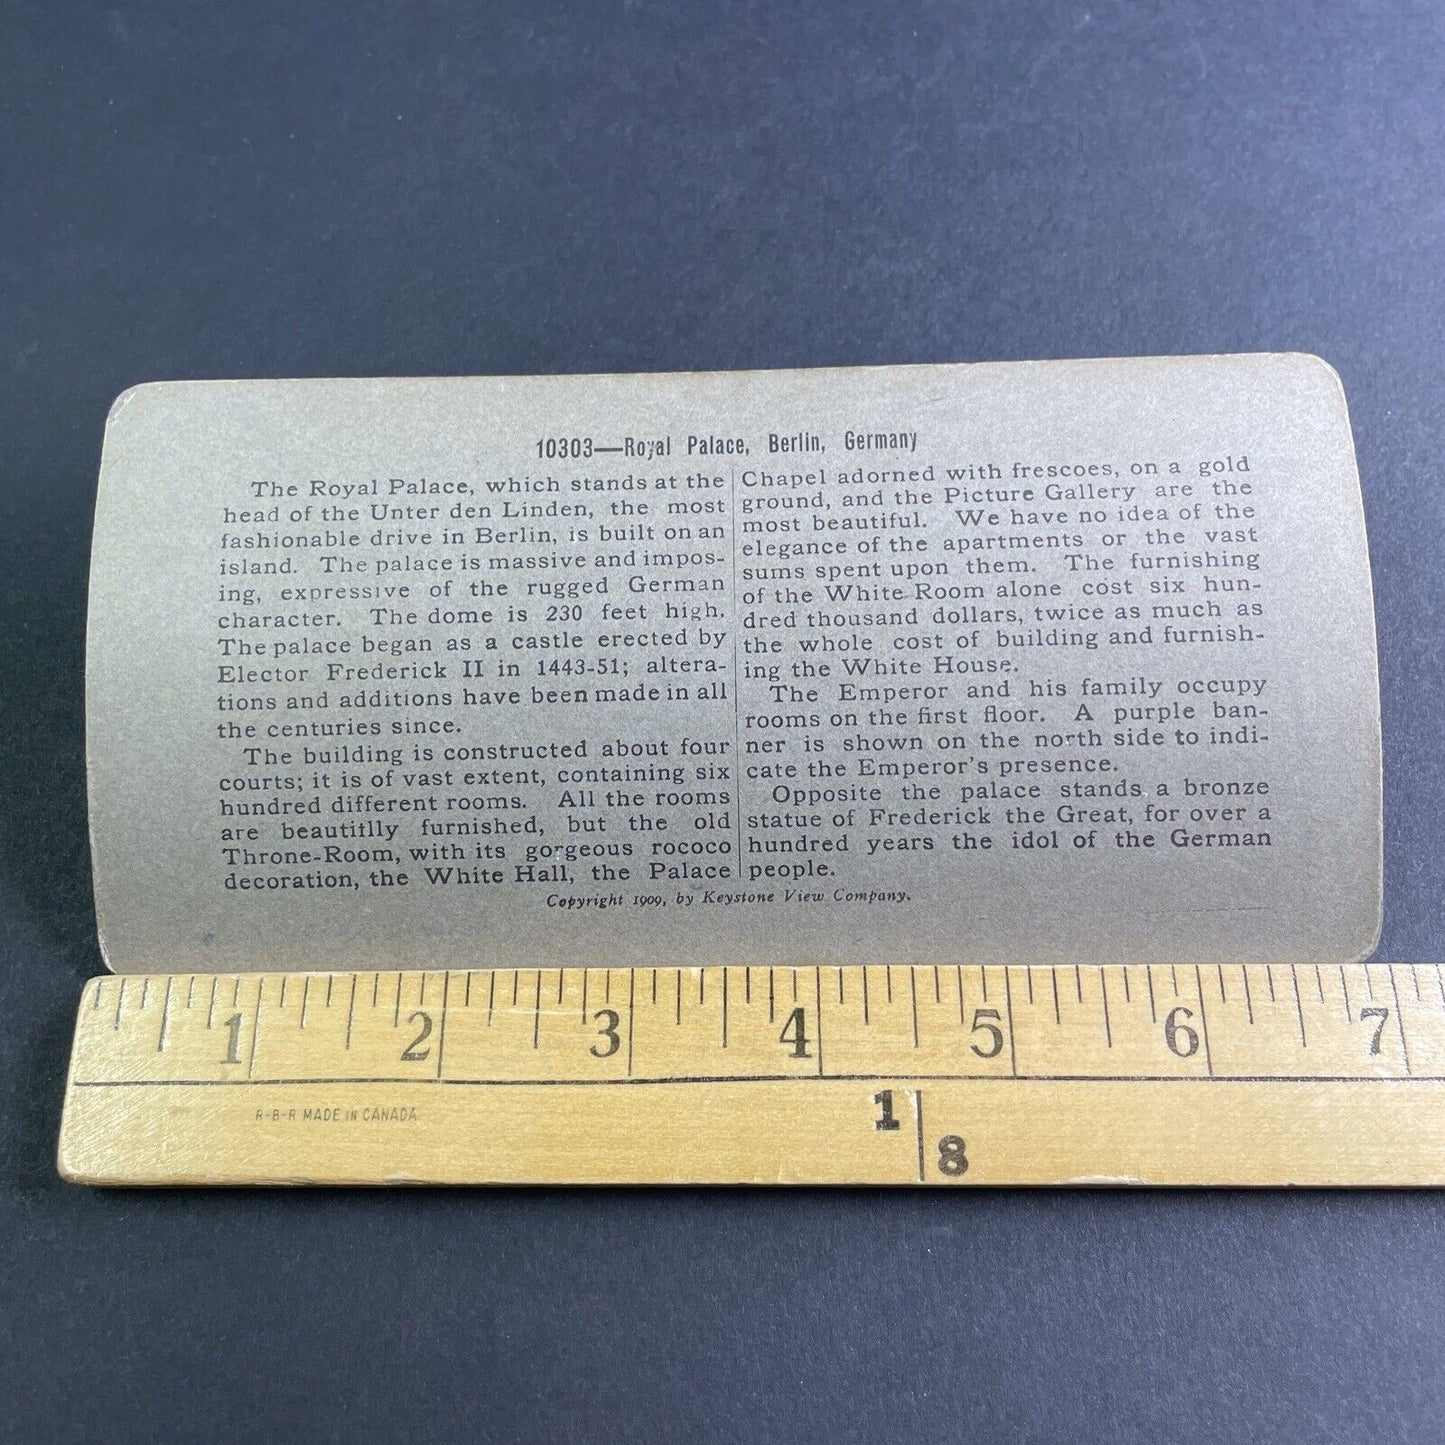 10303—Royal Palace, Berlin, Germany
The Royal Palace, which stands at the
head of the Unter den Linden, the most
fashionable drive in Berlin, is built on an
island. The palace is massive and impos-
ing, expressive of the rugged German
character. The dome is 230 feet high.
The palace began as a castle erected by
Elector Frederick II in 1443-51; altera-
tions and additions have been made in all
the centuries since.
The building is constructed about four
courts; it is of vast extent, containing six
hundred different rooms. All the rooms
are beautitlly furnished, but the old
Throne-Room, with its gorgeous rococo
decoration, the White Hall, the Palace
Chapel adorned with frescoes, on a gold
ground, and the Picture Gallery are the
most beautiful. We have no idea of the
elegance of the apartments or the vast
sums spent upon them. The furnishing
of the White Room alone cost six hun-
dred thousand dollars, twice as much as
the whole cost of building and furnish-
ing the White House.
The Emperor and his family occupy
rooms on the first floor. A purple ban-
ner is shown on the north side to indi-
cate the Emperor's presence.
Opposite the palace stands a bronze
statue of Frederick the Great, for over a
hundred years the idol of the German
people.
Copyright 1909, by Keystone View Company.
1 2 3 4 5 6 7
R-B-R MADE IN CANADA
1
8